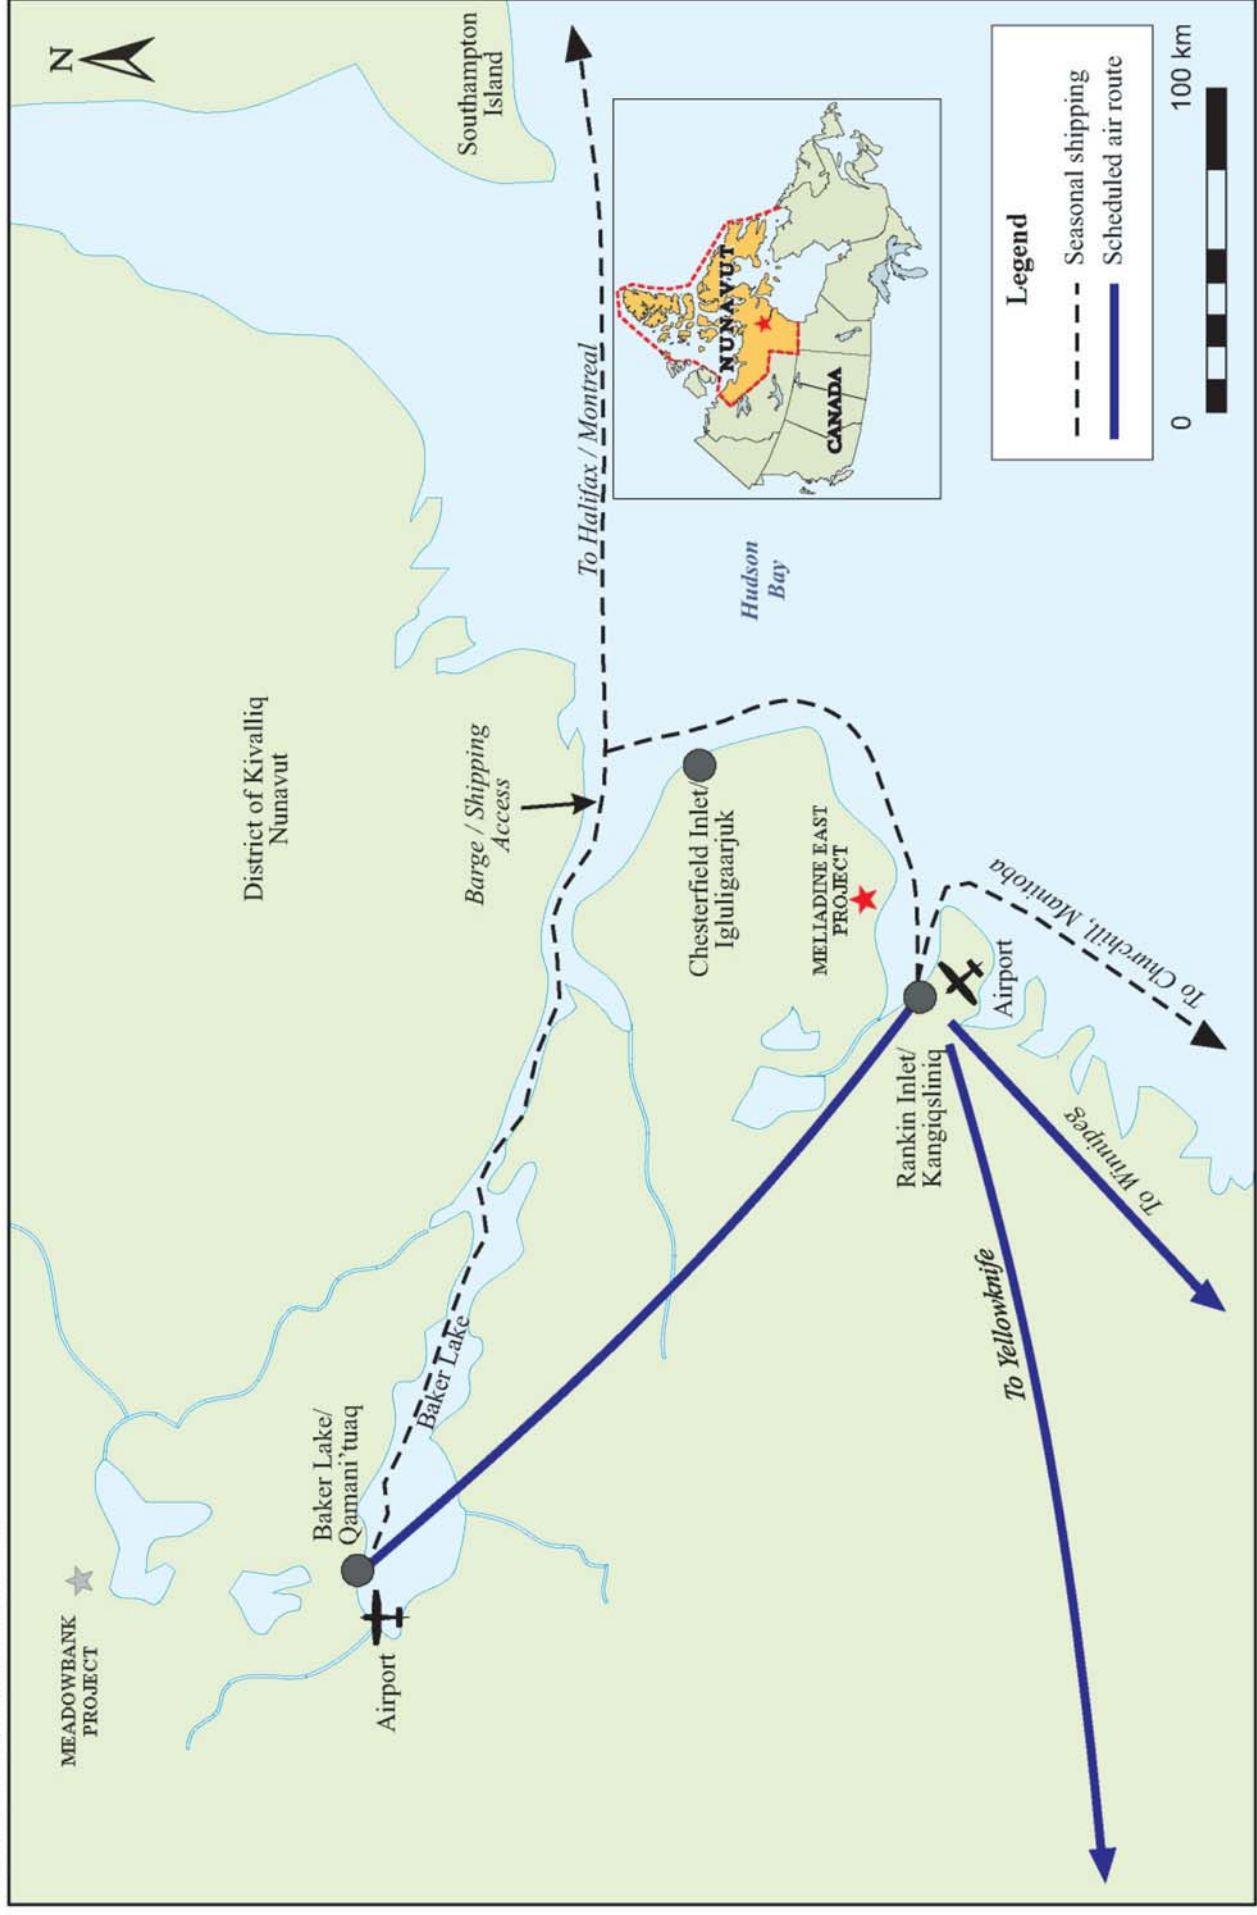 N
MEADOWBANK
PROJECT
Airport
Baker Lake/
Qamani'tuaq
Baker Lake
District of Kivalliq
Nunavut
Barge / Shipping
Access
To Halifax / Montreal
Southampton
Island
Chesterfield Inlet/
Igluligaarjuk
MELIADINE EAST
PROJECT
Rankin Inlet/
Kangiqsliniq
Airport
To Yellowknife
To Winnipeg
To Churchill, Manitoba
Hudson
Bay
NUNAVUT
CANADA
Legend
Seasonal shipping
Scheduled air route
0 100 km